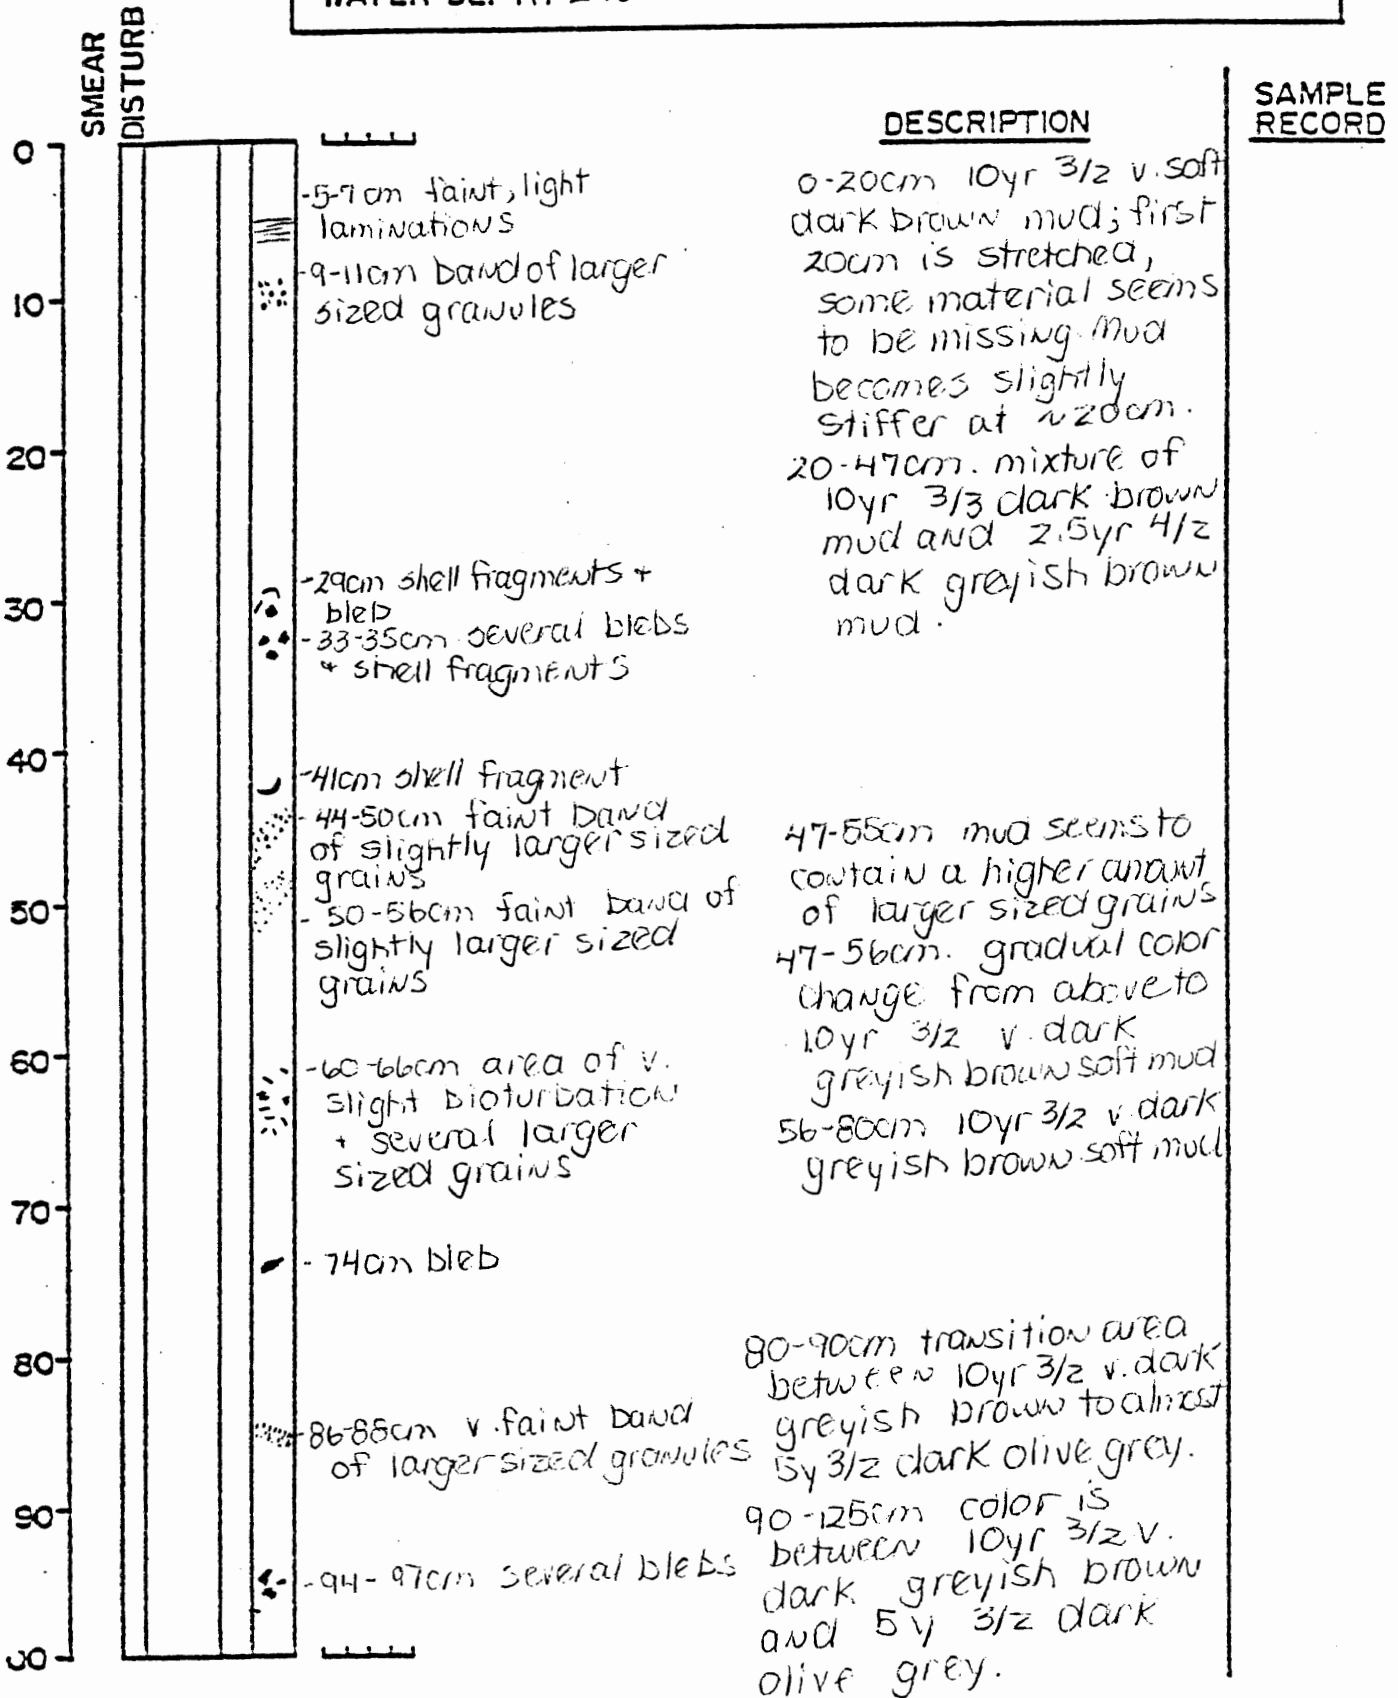 SMEAR
DISTURB
DESCRIPTION
SAMPLE
RECORD
0
10
20
30
40
50
60
70
80
90
-5-7cm faint, light
laminations
-9-11cm band of larger
sized granules
-29cm shell fragments +
bleb
-33-35cm several blebs
+ shell fragments
-41cm shell fragment
-44-50cm faint band
of slightly larger sized
grains
- 50-56cm faint band of
slightly larger sized
grains
-60-66cm area of v.
slight bioturbation
+ several larger
sized grains
- 74cm bleb
-86-88cm v. faint band
of larger sized granules
-94-97cm several blebs
0-20cm 10yr 3/2 v. soft
dark brown mud; first
20cm is stretched,
some material seems
to be missing. Mud
becomes slightly
stiffer at ~20cm.
20-47cm. mixture of
10yr 3/3 dark brown
mud and 2.5yr 4/2
dark greyish brown
mud.
47-55cm mud seems to
contain a higher amount
of larger sized grains
47-56cm. gradual color
change from above to
10yr 3/2 v. dark
greyish brown soft mud
56-80cm 10yr 3/2 v. dark
greyish brown soft mud
80-90cm transition area
between 10yr 3/2 v. dark
greyish brown to almost
5y 3/2 dark olive grey.
90-125cm color is
between 10yr 3/2 v.
dark greyish brown
and 5y 3/2 dark
olive grey.